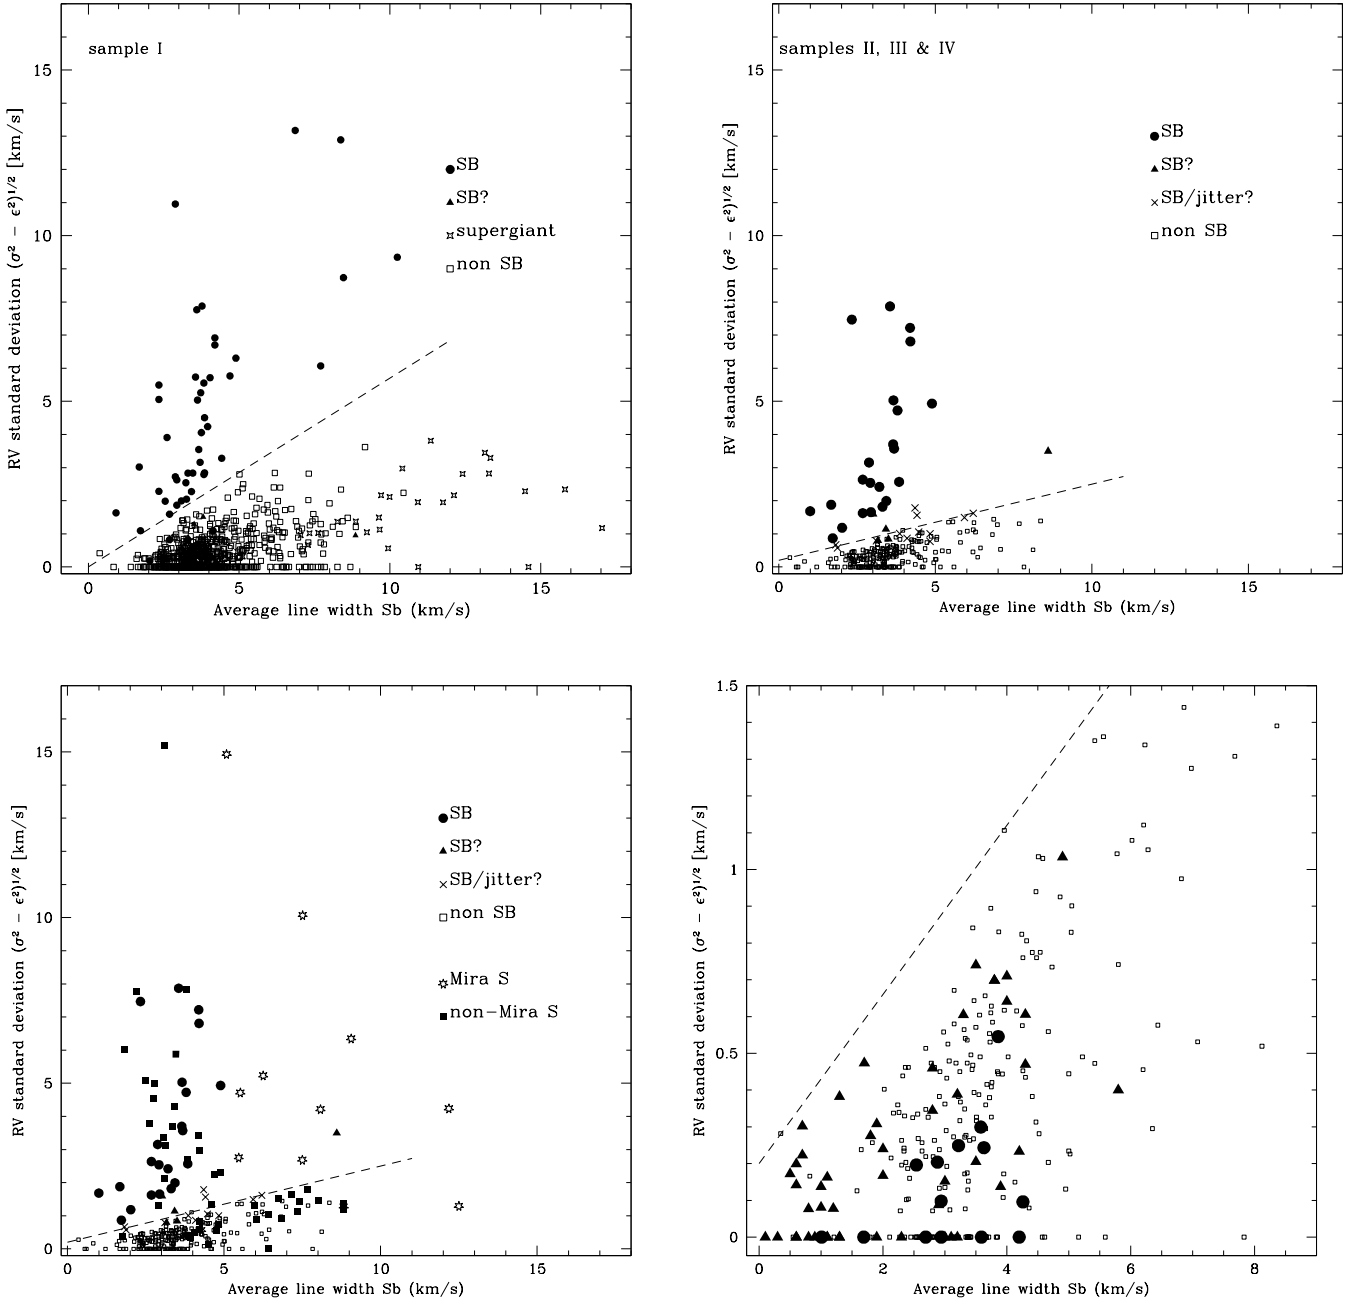 sample I
15
10
5
0
RV standard deviation (σ² − ε²)¹/² [km/s]
SB
SB?
supergiant
non SB
0 5 10 15
Average line width Sb (km/s)
samples II, III & IV
15
10
5
0
RV standard deviation (σ² − ε²)¹/² [km/s]
SB
SB?
SB/jitter?
non SB
0 5 10 15
Average line width Sb (km/s)
15
10
5
0
RV standard deviation (σ² − ε²)¹/² [km/s]
SB
SB?
SB/jitter?
non SB
Mira S
non−Mira S
0 5 10 15
Average line width Sb (km/s)
1.5
1
0.5
0
RV standard deviation (σ² − ε²)¹/² [km/s]
0 2 4 6 8
Average line width Sb (km/s)